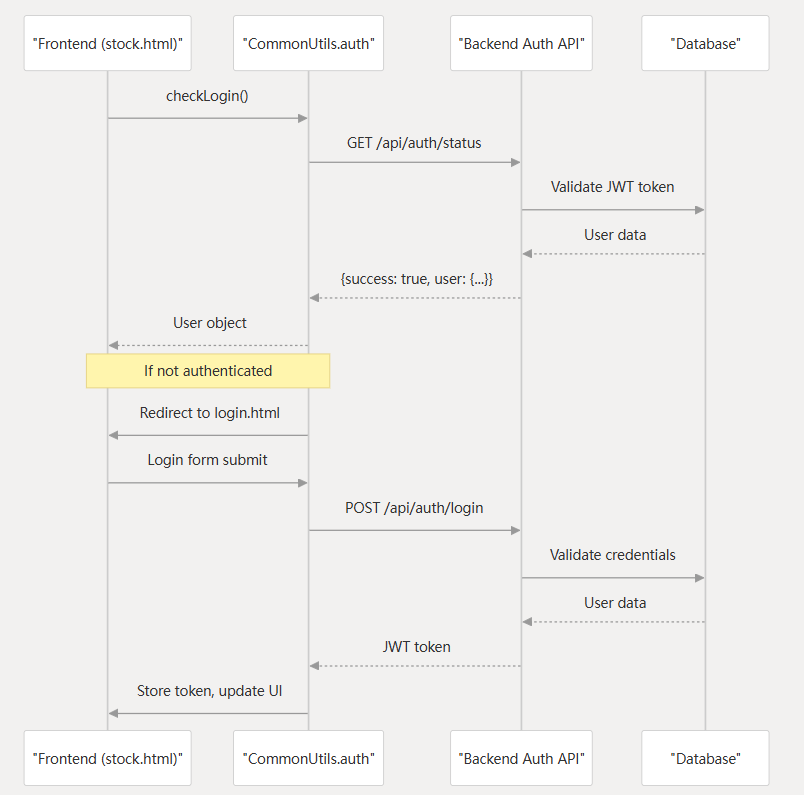 "Frontend (stock.html)"
"CommonUtils.auth"
"Backend Auth API"
"Database"
checkLogin()
GET /api/auth/status
Validate JWT token
User data
{success: true, user: {...}}
User object
If not authenticated
Redirect to login.html
Login form submit
POST /api/auth/login
Validate credentials
User data
JWT token
Store token, update UI
"Frontend (stock.html)"
"CommonUtils.auth"
"Backend Auth API"
"Database"